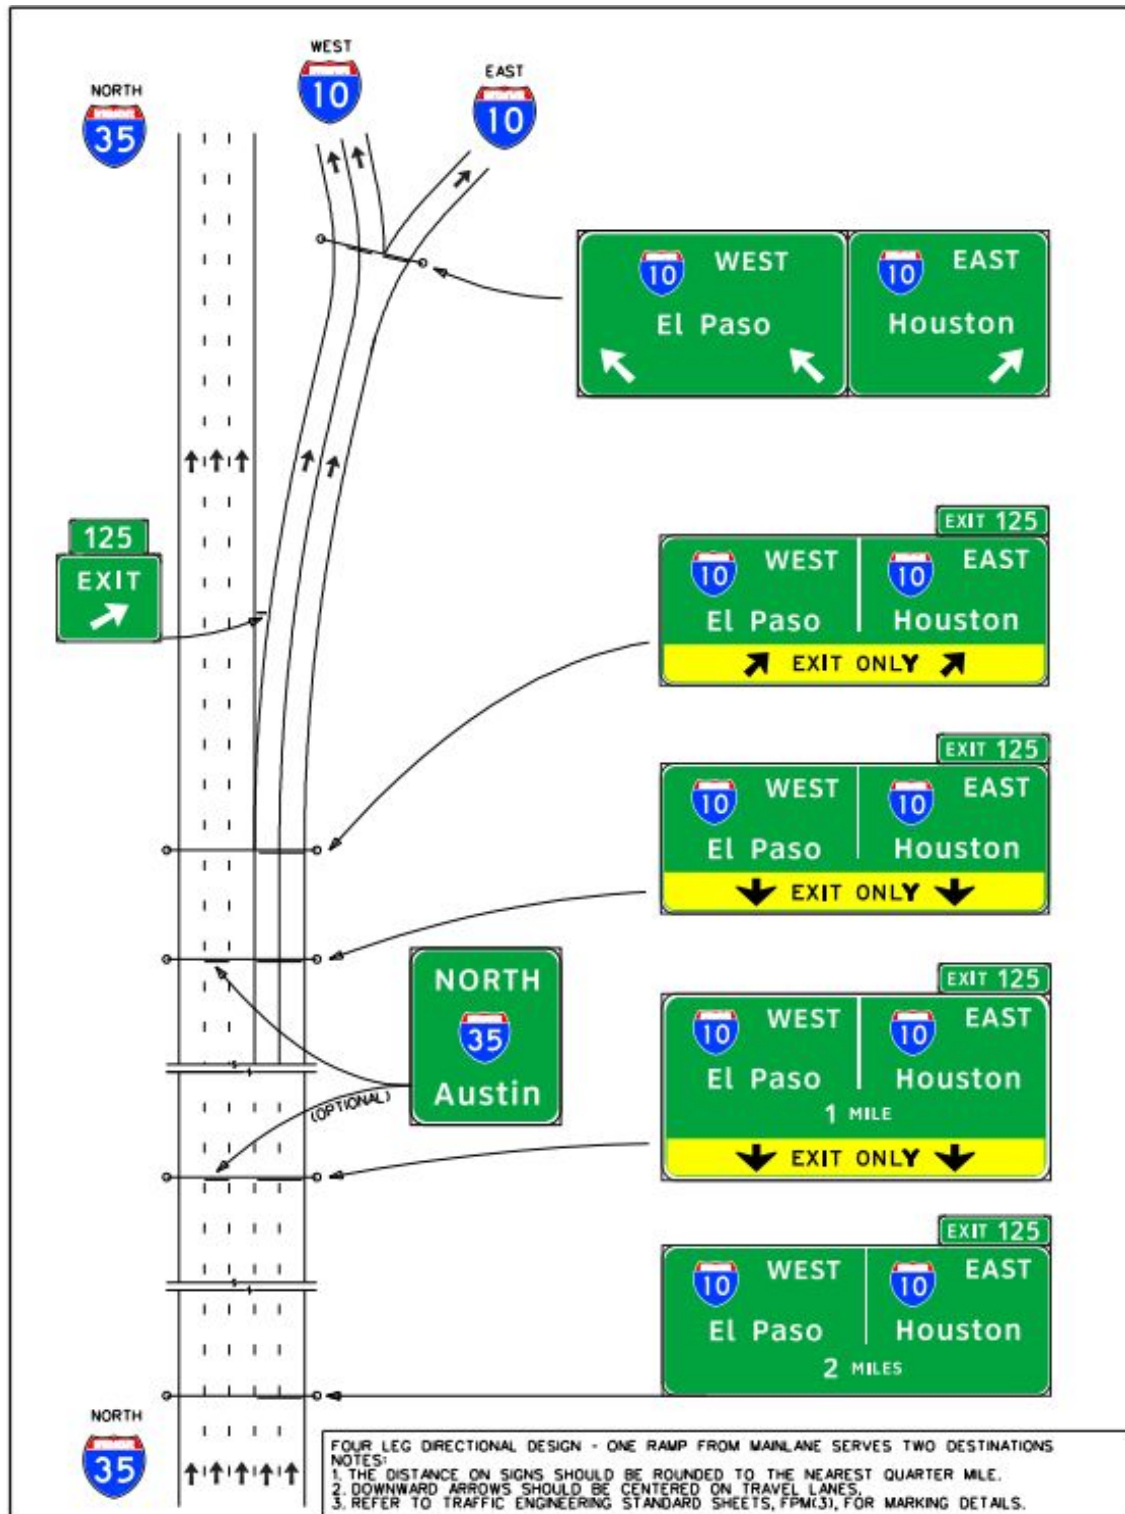 WEST
10
EAST
10
NORTH
35
10 WEST
El Paso
10 EAST
Houston
125
EXIT
EXIT 125
10 WEST
El Paso
10 EAST
Houston
EXIT ONLY
EXIT 125
10 WEST
El Paso
10 EAST
Houston
EXIT ONLY
NORTH
35
Austin
(OPTIONAL)
EXIT 125
10 WEST
El Paso
10 EAST
Houston
1 MILE
EXIT ONLY
EXIT 125
10 WEST
El Paso
10 EAST
Houston
2 MILES
NORTH
35
FOUR LEG DIRECTIONAL DESIGN - ONE RAMP FROM MAINLANE SERVES TWO DESTINATIONS
NOTES:
1. THE DISTANCE ON SIGNS SHOULD BE ROUNDED TO THE NEAREST QUARTER MILE.
2. DOWNWARD ARROWS SHOULD BE CENTERED ON TRAVEL LANES.
3. REFER TO TRAFFIC ENGINEERING STANDARD SHEETS, FPM(3), FOR MARKING DETAILS.